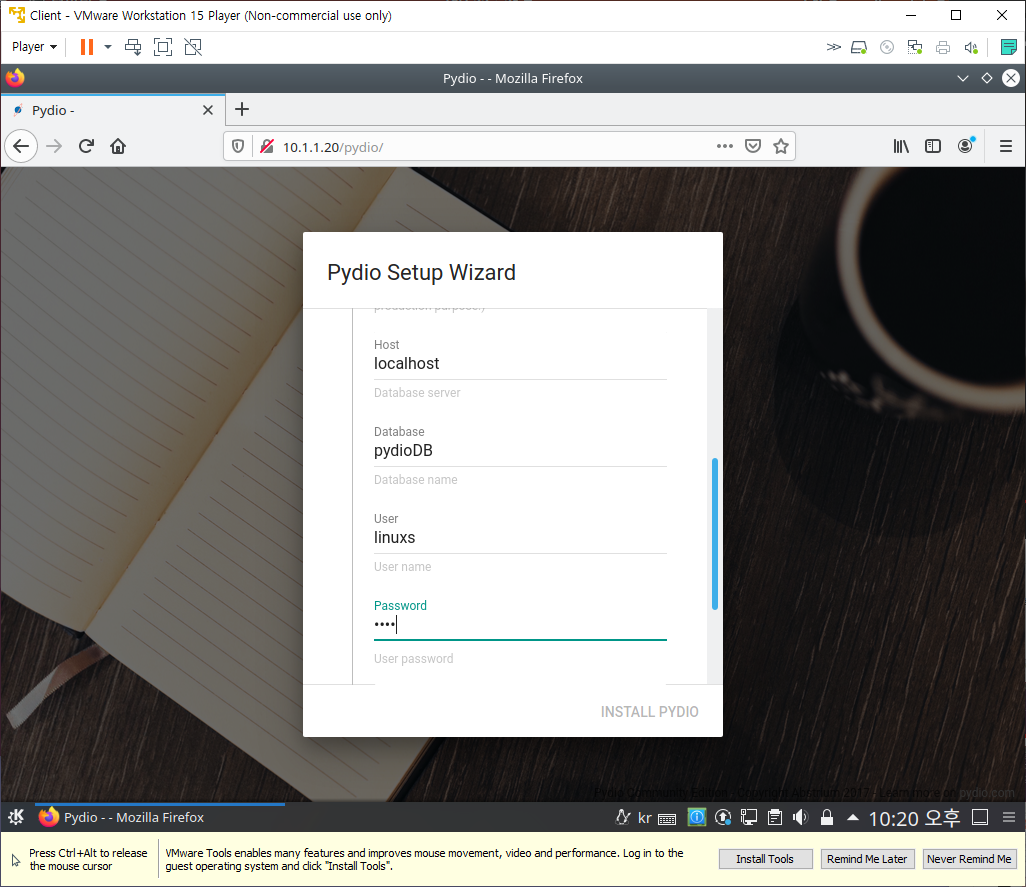 Client - VMware Workstation 15 Player (Non-commercial use only)
Player
Pydio - - Mozilla Firefox
Pydio -
10.1.1.20/pydio/
Pydio Setup Wizard
production purpose.)
Host
localhost
Database server
Database
pydioDB
Database name
User
linuxs
User name
Password
••••
User password
INSTALL PYDIO
Pydio Community Edition - Copyright Abstrium 2017 - Learn more on pydio.com
Pydio - - Mozilla Firefox
kr
10:20 오후
Press Ctrl+Alt to release
the mouse cursor
VMware Tools enables many features and improves mouse movement, video and performance. Log in to the
guest operating system and click "Install Tools".
Install Tools
Remind Me Later
Never Remind Me